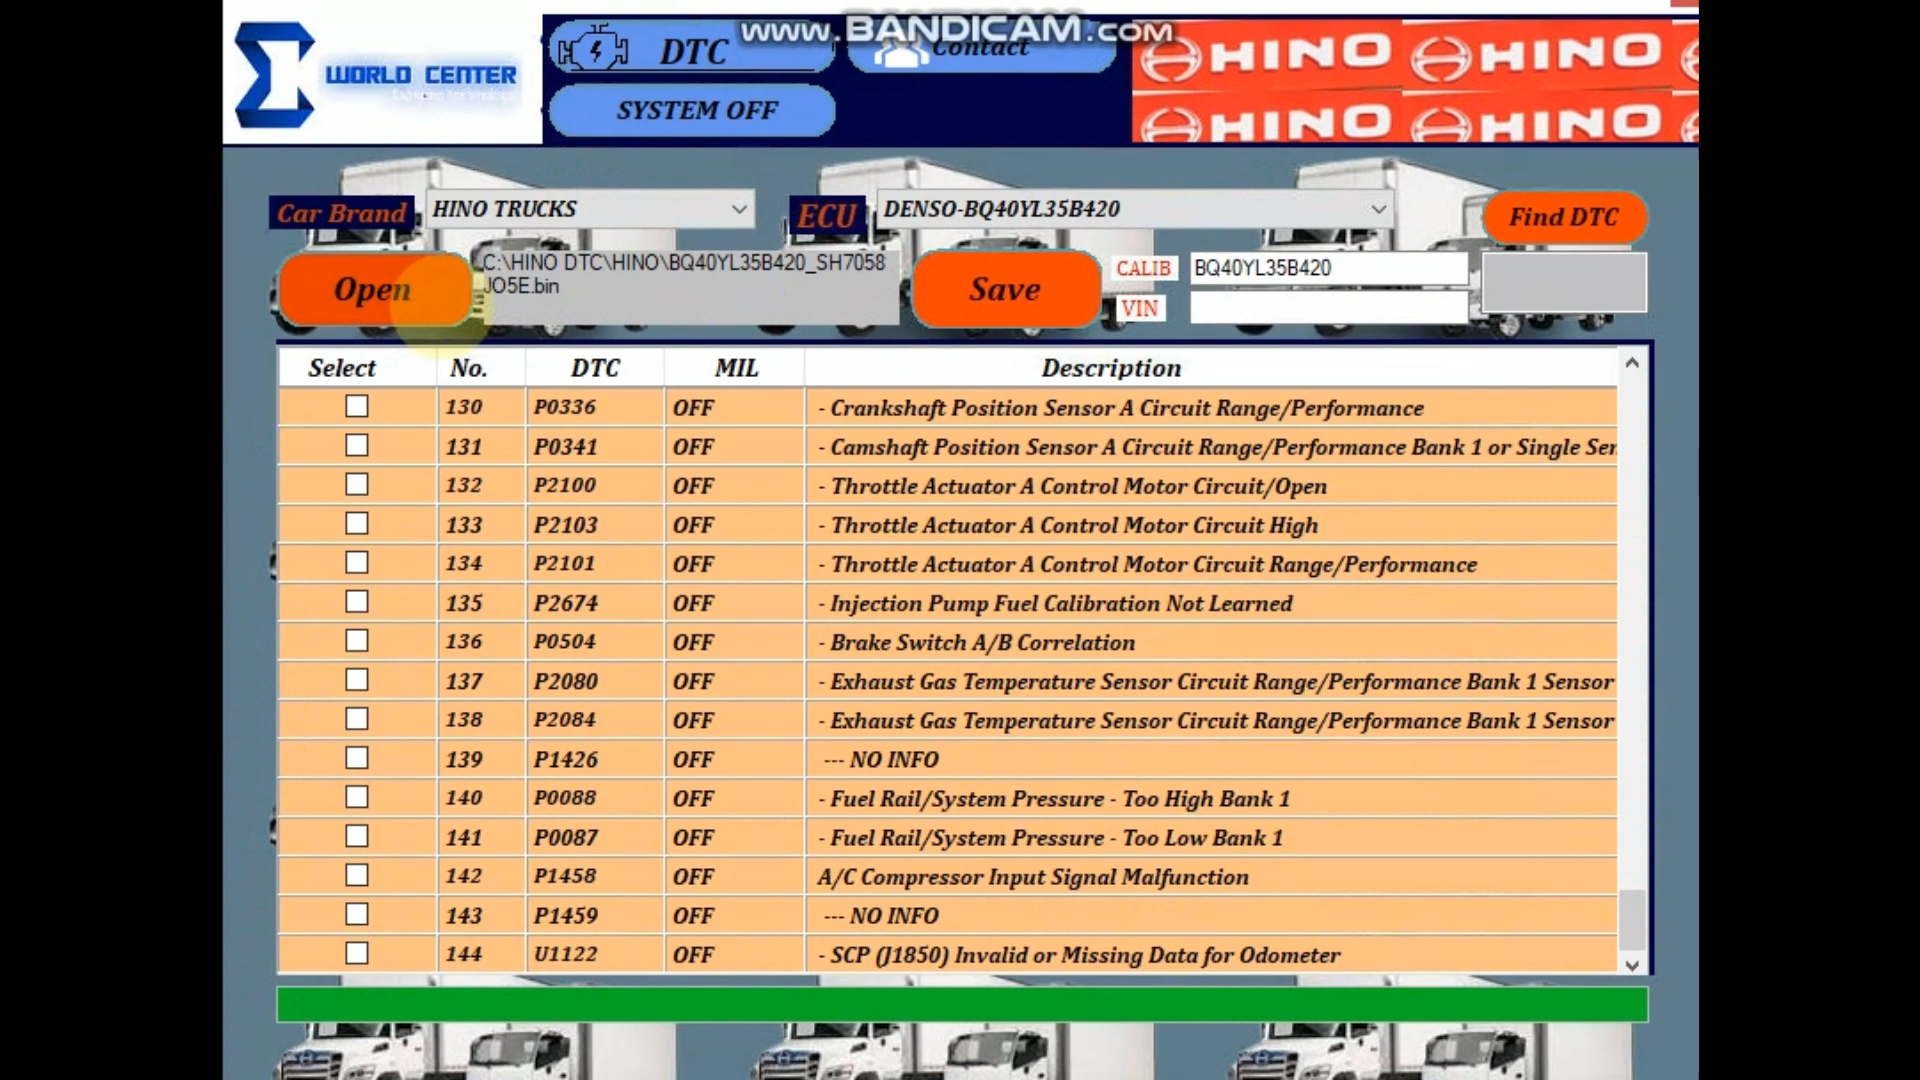 www.BANDICAM.com
WORLD CENTER
DTC
Contact
SYSTEM OFF
HINO HINO
HINO HINO
Car Brand HINO TRUCKS ECU DENSO-BQ40YL35B420 Find DTC
Open C:\HINO DTC\HINO\BQ40YL35B420_SH7058
JO5E.bin
Save CALIB BQ40YL35B420
VIN
Select No. DTC MIL Description
130 P0336 OFF - Crankshaft Position Sensor A Circuit Range/Performance
131 P0341 OFF - Camshaft Position Sensor A Circuit Range/Performance Bank 1 or Single Ser
132 P2100 OFF - Throttle Actuator A Control Motor Circuit/Open
133 P2103 OFF - Throttle Actuator A Control Motor Circuit High
134 P2101 OFF - Throttle Actuator A Control Motor Circuit Range/Performance
135 P2674 OFF - Injection Pump Fuel Calibration Not Learned
136 P0504 OFF - Brake Switch A/B Correlation
137 P2080 OFF - Exhaust Gas Temperature Sensor Circuit Range/Performance Bank 1 Sensor
138 P2084 OFF - Exhaust Gas Temperature Sensor Circuit Range/Performance Bank 1 Sensor
139 P1426 OFF --- NO INFO
140 P0088 OFF - Fuel Rail/System Pressure - Too High Bank 1
141 P0087 OFF - Fuel Rail/System Pressure - Too Low Bank 1
142 P1458 OFF A/C Compressor Input Signal Malfunction
143 P1459 OFF --- NO INFO
144 U1122 OFF - SCP (J1850) Invalid or Missing Data for Odometer